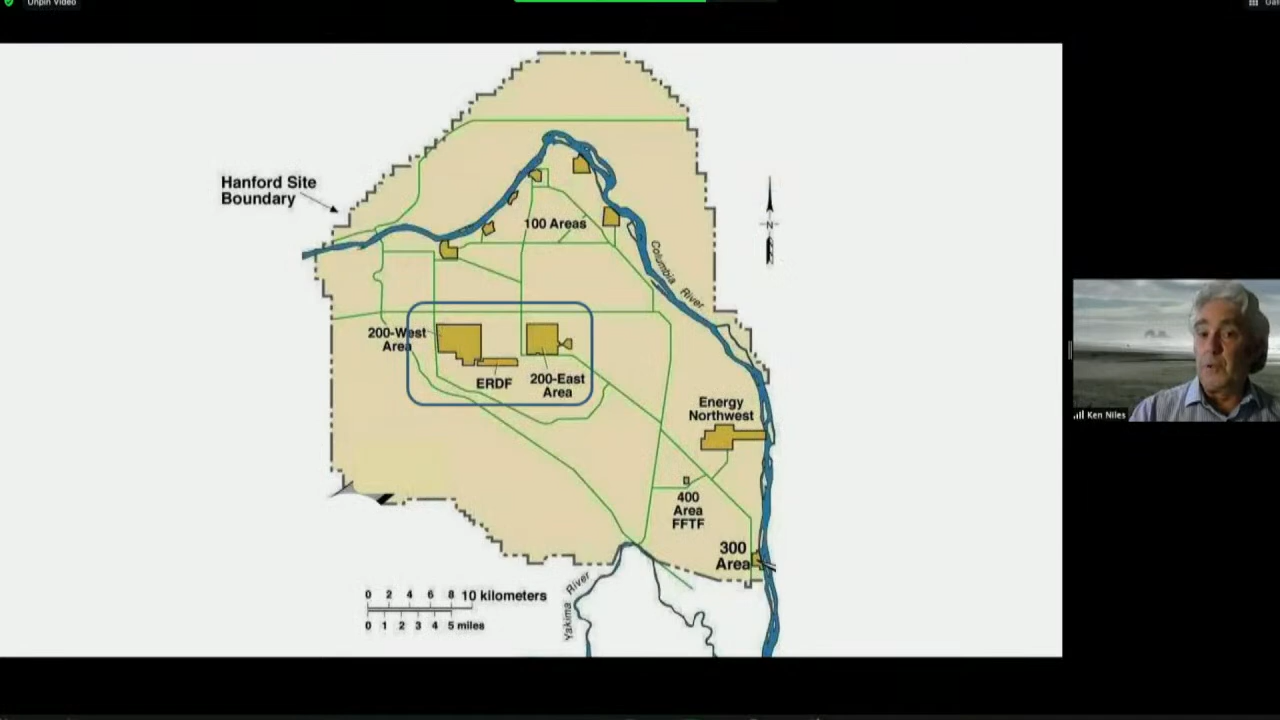 Unpin Video
Hanford Site
Boundary
100 Areas
Columbia River
N
200-West
Area
ERDF
200-East
Area
Energy
Northwest
400
Area
FFTF
300
Area
0 2 4 6 8 10 kilometers
0 1 2 3 4 5 miles
Yakima River
Ken Niles